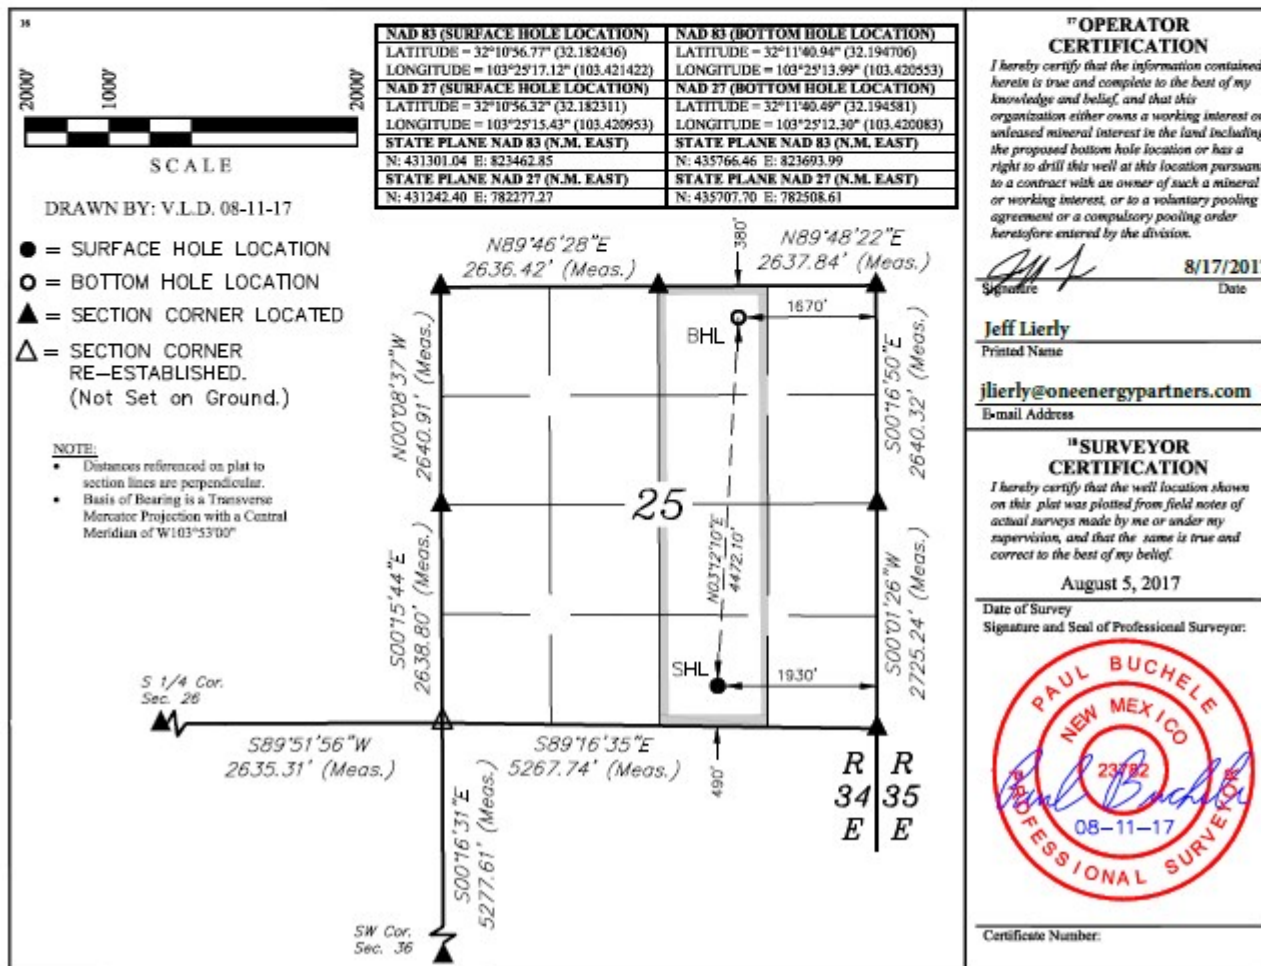 16
2000'
1000'
2000'
SCALE
DRAWN BY: V.L.D. 08-11-17
● = SURFACE HOLE LOCATION
O = BOTTOM HOLE LOCATION
▲ = SECTION CORNER LOCATED
△ = SECTION CORNER
RE-ESTABLISHED.
(Not Set on Ground.)
NOTE:
• Distances referenced on plat to
section lines are perpendicular.
• Basis of Bearing is a Transverse
Mercator Projection with a Central
Meridian of W103°53'00"
NAD 83 (SURFACE HOLE LOCATION)
LATITUDE = 32°10'56.77" (32.182436)
LONGITUDE = 103°25'17.12" (103.421422)
NAD 27 (SURFACE HOLE LOCATION)
LATITUDE = 32°10'56.32" (32.182311)
LONGITUDE = 103°25'15.43" (103.420953)
STATE PLANE NAD 83 (N.M. EAST)
N: 431301.04 E: 823462.85
STATE PLANE NAD 27 (N.M. EAST)
N: 431242.40 E: 782277.27
NAD 83 (BOTTOM HOLE LOCATION)
LATITUDE = 32°11'40.94" (32.194706)
LONGITUDE = 103°25'13.99" (103.420553)
NAD 27 (BOTTOM HOLE LOCATION)
LATITUDE = 32°11'40.49" (32.194581)
LONGITUDE = 103°25'12.30" (103.420083)
STATE PLANE NAD 83 (N.M. EAST)
N: 435766.46 E: 823693.99
STATE PLANE NAD 27 (N.M. EAST)
N: 435707.70 E: 782508.61
N89°46'28"E
2636.42' (Meas.)
380'
N89°48'22"E
2637.84' (Meas.)
1670'
BHL
N00°08'37"W
2640.91' (Meas.)
S00°16'50"E
2640.32' (Meas.)
25
N03°12'10"E
4472.10'
S00°15'44"E
2638.80' (Meas.)
S00°01'26"W
2725.24' (Meas.)
SHL
1930'
S 1/4 Cor.
Sec. 26
S89°51'56"W
2635.31' (Meas.)
S89°16'35"E
5267.74' (Meas.)
490'
R R
34 35
E E
S00°16'31"E
5277.61' (Meas.)
SW Cor.
Sec. 36
17 OPERATOR
CERTIFICATION
I hereby certify that the information contained
herein is true and complete to the best of my
knowledge and belief, and that this
organization either owns a working interest or
unleased mineral interest in the land including
the proposed bottom hole location or has a
right to drill this well at this location pursuant
to a contract with an owner of such a mineral
or working interest, or to a voluntary pooling
agreement or a compulsory pooling order
heretofore entered by the division.
8/17/201
Signature Date
Jeff Lierly
Printed Name
jlierly@oneenergypartners.com
E-mail Address
18 SURVEYOR
CERTIFICATION
I hereby certify that the well location shown
on this plat was plotted from field notes of
actual surveys made by me or under my
supervision, and that the same is true and
correct to the best of my belief.
August 5, 2017
Date of Survey
Signature and Seal of Professional Surveyor:
PAUL BUCHELE
NEW MEXICO
23782
Paul Buchele
08-11-17
PROFESSIONAL SURVEYOR
Certificate Number: